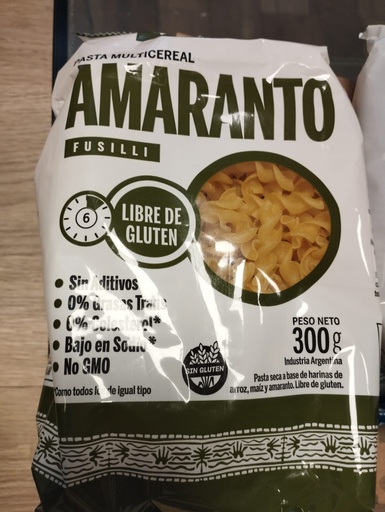 PASTA MULTICEREAL
AMARANTO
FUSILLI
6
LIBRE DE
GLUTEN
• Sin Aditivos
• 0% Grasas Trans
• 0% Colesterol*
• Bajo en Sodio*
• No GMO
*Como todos los de igual tipo
SIN GLUTEN
PESO NETO
300 g
Industria Argentina
Pasta seca a base de harinas de
arroz, maíz y amaranto. Libre de gluten.